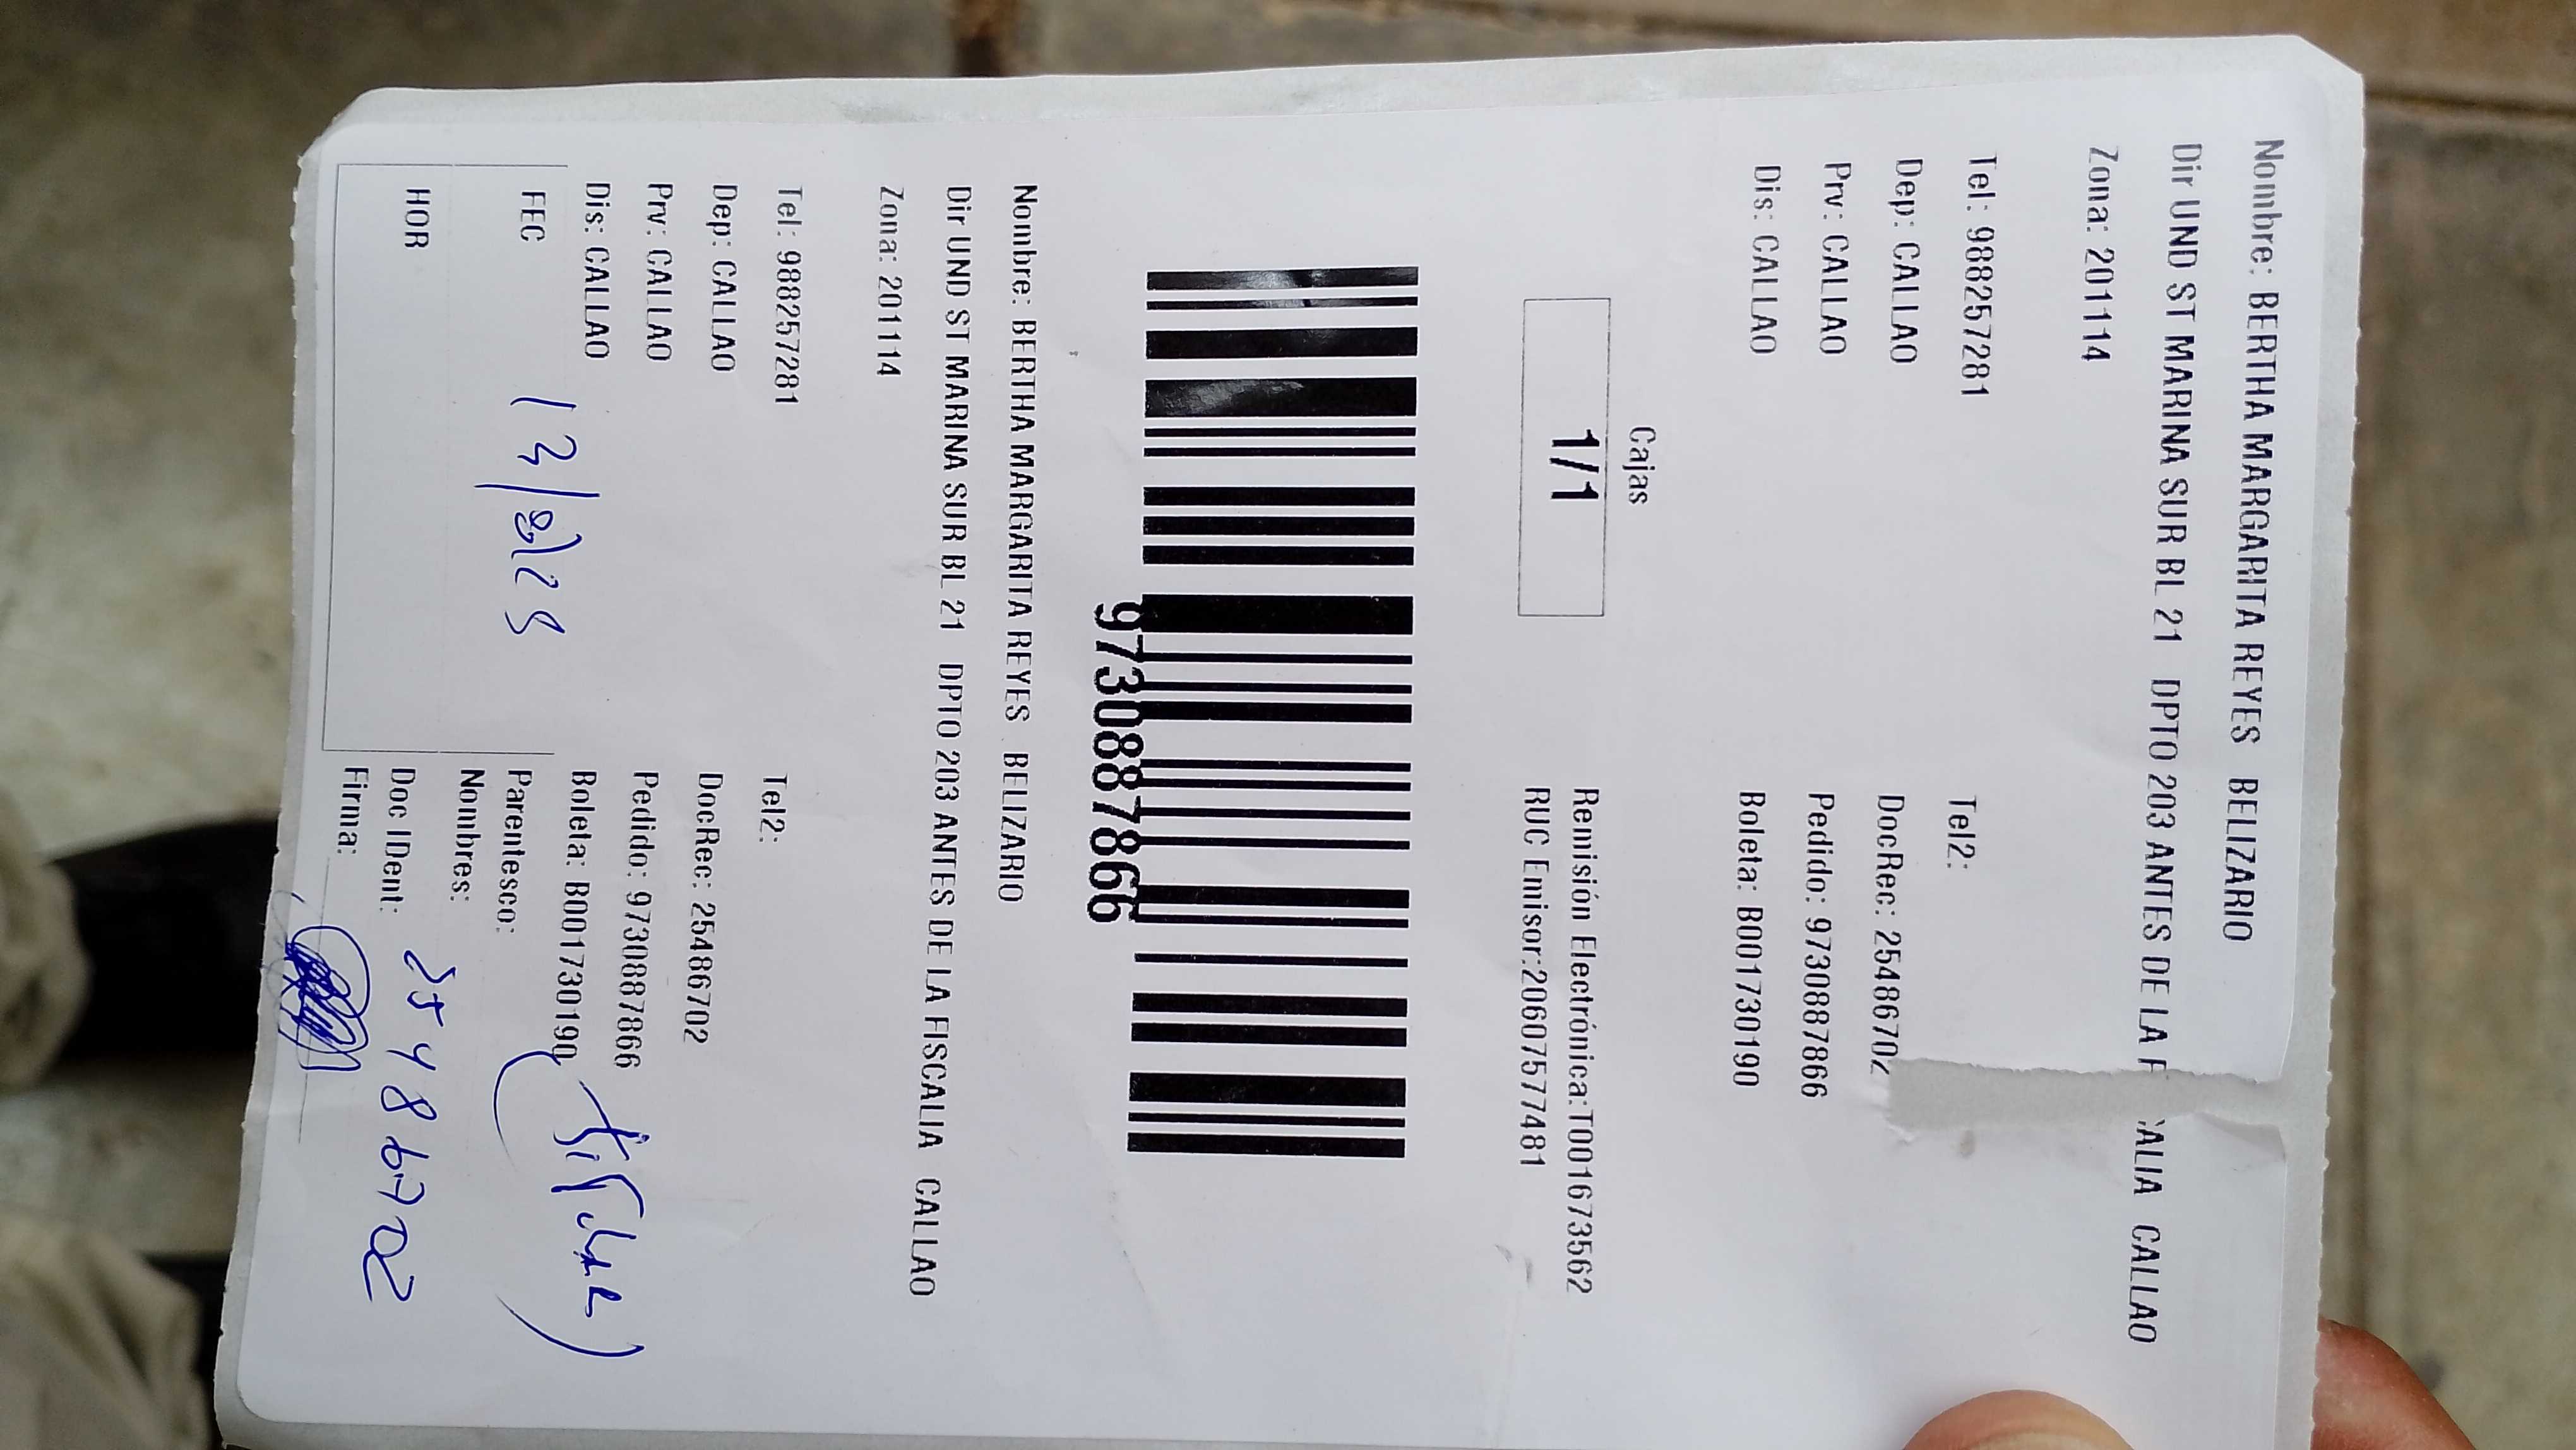 Nombre: BERTHA MARGARITA REYES BELIZARIO
Dir UND ST MARINA SUR BL 21 DPTO 203 ANTES DE LA F CALIA CALLAO
Zona: 201114
Tel: 988257281 Tel2:
Dep: CALLAO DocRec: 25486702
Prv: CALLAO Pedido: 9730887866
Dis: CALLAO Boleta: B001730190
Cajas
1/1
Remisión Electrónica:T001673562
RUC Emisor:20607577481
9730887866
Nombre: BERTHA MARGARITA REYES BELIZARIO
Dir UND ST MARINA SUR BL 21 DPTO 203 ANTES DE LA FISCALIA CALLAO
Zona: 201114
Tel: 988257281 Tel2:
Dep: CALLAO DocRec: 25486702
Prv: CALLAO Pedido: 9730887866
Dis: CALLAO Boleta: B001730190
FEC Parentesco:
Nombres:
HOR Doc IDent: 25486702
Firma: